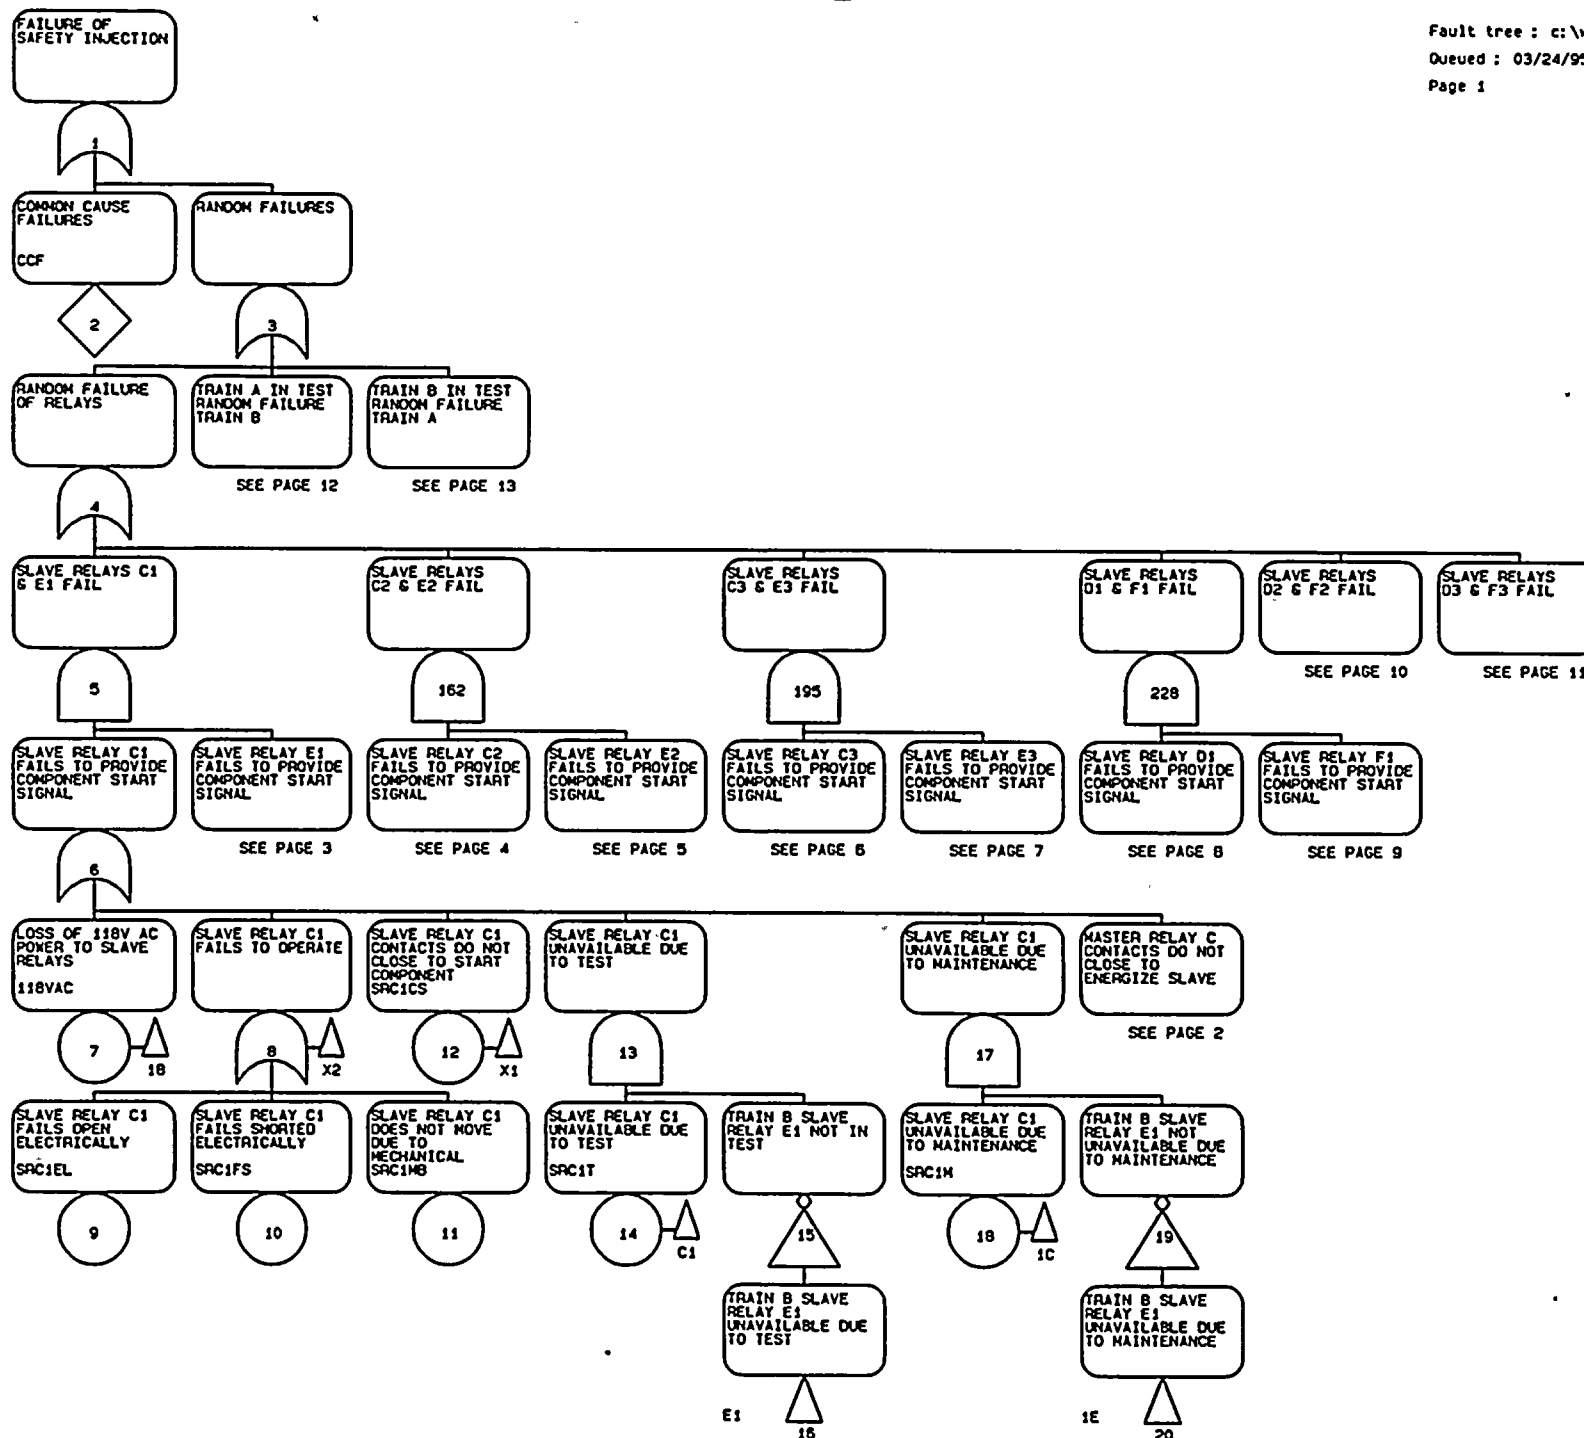 Fault tree : c:\
Queued : 03/24/95
Page 1
FAILURE OF
SAFETY INJECTION
1
COMMON CAUSE
FAILURES
CCF
RANDOM FAILURES
2
3
RANDOM FAILURE
OF RELAYS
TRAIN A IN TEST
RANDOM FAILURE
TRAIN B
TRAIN B IN TEST
RANDOM FAILURE
TRAIN A
SEE PAGE 12
SEE PAGE 13
4
SLAVE RELAYS C1
& E1 FAIL
SLAVE RELAYS
C2 & E2 FAIL
SLAVE RELAYS
C3 & E3 FAIL
SLAVE RELAYS
D1 & F1 FAIL
SLAVE RELAYS
D2 & F2 FAIL
SLAVE RELAYS
D3 & F3 FAIL
SEE PAGE 10
SEE PAGE 11
5
162
195
228
SLAVE RELAY C1
FAILS TO PROVIDE
COMPONENT START
SIGNAL
SLAVE RELAY E1
FAILS TO PROVIDE
COMPONENT START
SIGNAL
SLAVE RELAY C2
FAILS TO PROVIDE
COMPONENT START
SIGNAL
SLAVE RELAY E2
FAILS TO PROVIDE
COMPONENT START
SIGNAL
SLAVE RELAY C3
FAILS TO PROVIDE
COMPONENT START
SIGNAL
SLAVE RELAY E3
FAILS TO PROVIDE
COMPONENT START
SIGNAL
SLAVE RELAY D1
FAILS TO PROVIDE
COMPONENT START
SIGNAL
SLAVE RELAY F1
FAILS TO PROVIDE
COMPONENT START
SIGNAL
SEE PAGE 3
SEE PAGE 4
SEE PAGE 5
SEE PAGE 6
SEE PAGE 7
SEE PAGE 8
SEE PAGE 9
6
LOSS OF 118V AC
POWER TO SLAVE
RELAYS
118VAC
SLAVE RELAY C1
FAILS TO OPERATE
SLAVE RELAY C1
CONTACTS DO NOT
CLOSE TO START
COMPONENT
SRC1CS
SLAVE RELAY C1
UNAVAILABLE DUE
TO TEST
SLAVE RELAY C1
UNAVAILABLE DUE
TO MAINTENANCE
MASTER RELAY C
CONTACTS DO NOT
CLOSE TO
ENERGIZE SLAVE
SEE PAGE 2
7
18
8
X2
12
X1
13
17
SLAVE RELAY C1
FAILS OPEN
ELECTRICALLY
SRC1EL
SLAVE RELAY C1
FAILS SHORTED
ELECTRICALLY
SRC1FS
SLAVE RELAY C1
DOES NOT MOVE
DUE TO
MECHANICAL
SRC1MB
SLAVE RELAY C1
UNAVAILABLE DUE
TO TEST
SRC1T
TRAIN B SLAVE
RELAY E1 NOT IN
TEST
SLAVE RELAY C1
UNAVAILABLE DUE
TO MAINTENANCE
SRC1M
TRAIN B SLAVE
RELAY E1 NOT
UNAVAILABLE DUE
TO MAINTENANCE
9
10
11
14
C1
15
18
1C
19
TRAIN B SLAVE
RELAY E1
UNAVAILABLE DUE
TO TEST
TRAIN B SLAVE
RELAY E1
UNAVAILABLE DUE
TO MAINTENANCE
E1
16
1E
20